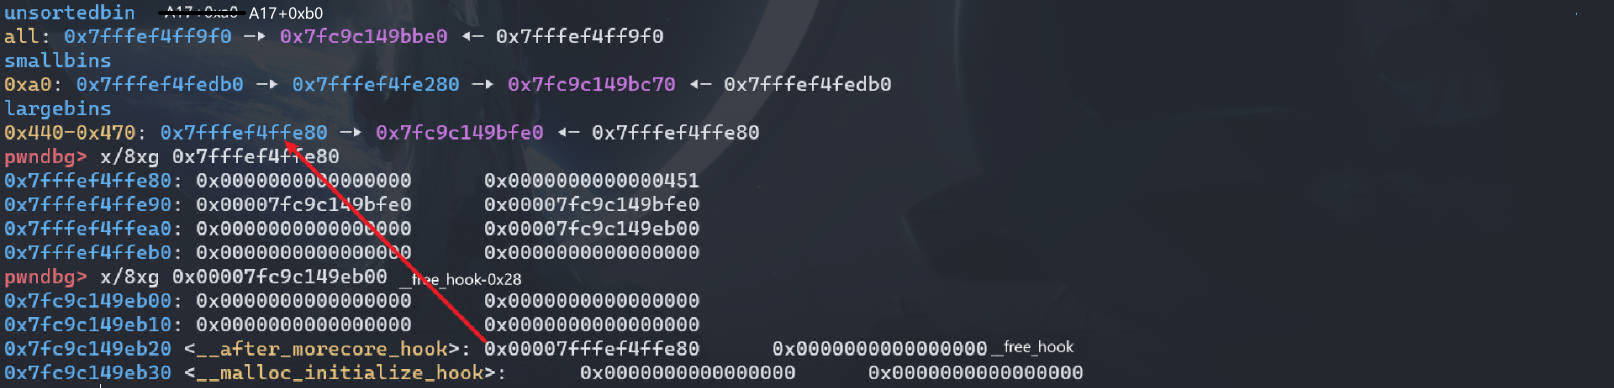 unsortedbin A17+0xa0 A17+0xb0
all: 0x7fffef4ff9f0 —▸ 0x7fc9c149bbe0 ◂— 0x7fffef4ff9f0
smallbins
0xa0: 0x7fffef4fedb0 —▸ 0x7fffef4fe280 —▸ 0x7fc9c149bc70 ◂— 0x7fffef4fedb0
largebins
0x440-0x470: 0x7fffef4ffe80 —▸ 0x7fc9c149bfe0 ◂— 0x7fffef4ffe80
pwndbg> x/8xg 0x7fffef4ffe80
0x7fffef4ffe80: 0x0000000000000000 0x0000000000000451
0x7fffef4ffe90: 0x00007fc9c149bfe0 0x00007fc9c149bfe0
0x7fffef4ffea0: 0x0000000000000000 0x00007fc9c149eb00
0x7fffef4ffeb0: 0x0000000000000000 0x0000000000000000
pwndbg> x/8xg 0x00007fc9c149eb00 __free_hook-0x28
0x7fc9c149eb00: 0x0000000000000000 0x0000000000000000
0x7fc9c149eb10: 0x0000000000000000 0x0000000000000000
0x7fc9c149eb20 <__after_morecore_hook>: 0x00007fffef4ffe80 0x0000000000000000 __free_hook
0x7fc9c149eb30 <__malloc_initialize_hook>: 0x0000000000000000 0x0000000000000000